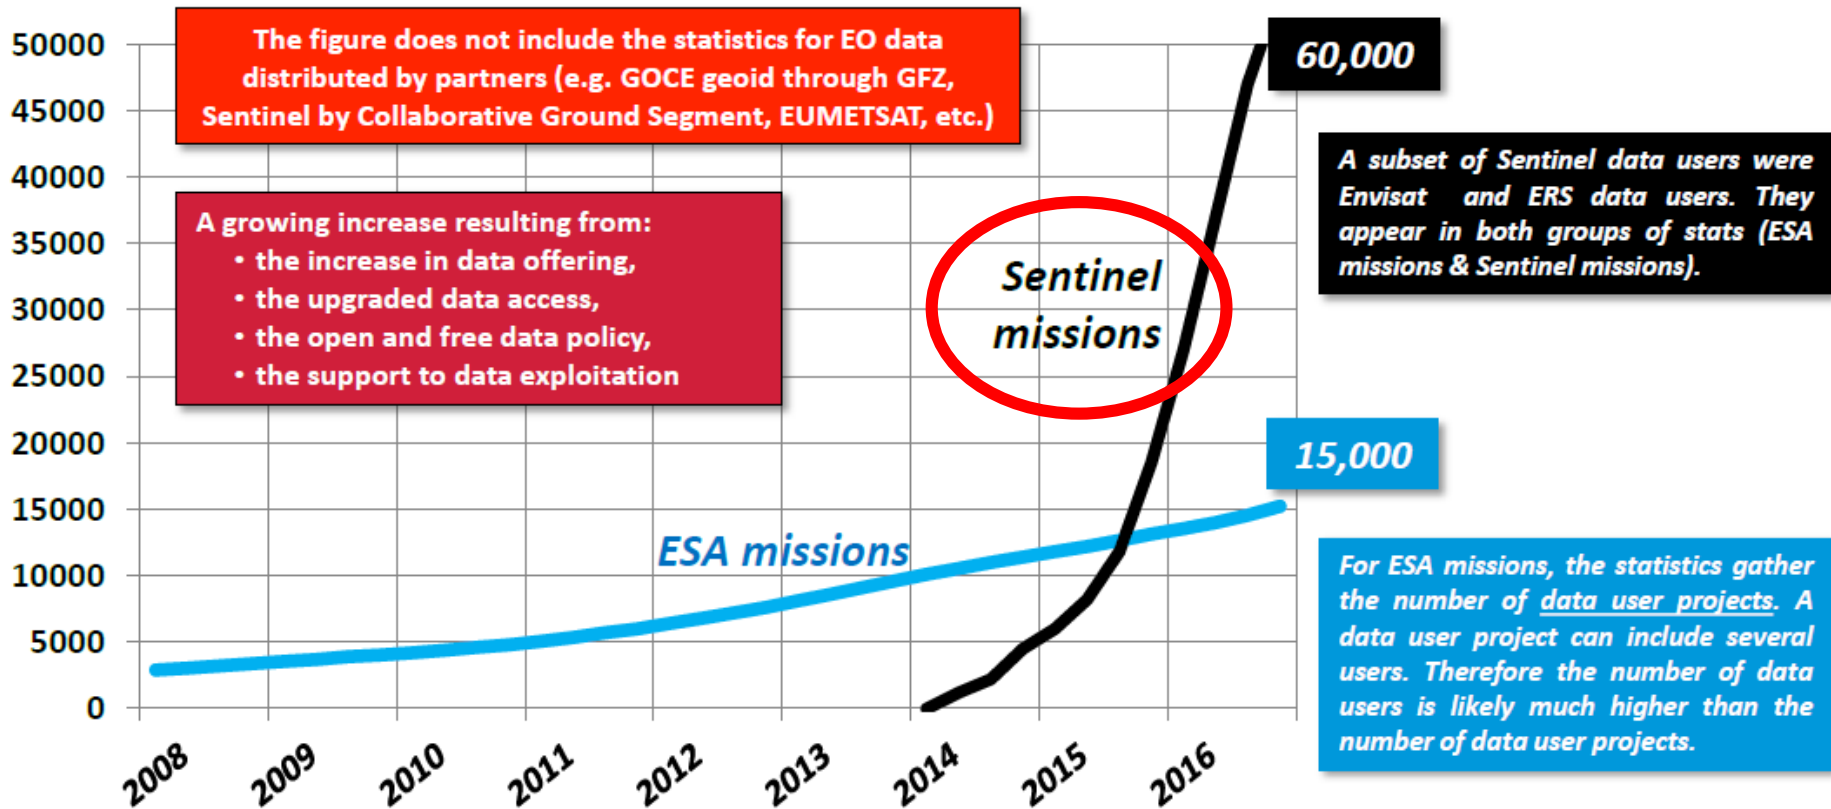 50000
45000
40000
35000
30000
25000
20000
15000
10000
5000
0
The figure does not include the statistics for EO data
distributed by partners (e.g. GOCE geoid through GFZ,
Sentinel by Collaborative Ground Segment, EUMETSAT, etc.)
A growing increase resulting from:
• the increase in data offering,
• the upgraded data access,
• the open and free data policy,
• the support to data exploitation
Sentinel
missions
ESA missions
60,000
A subset of Sentinel data users were
Envisat and ERS data users. They
appear in both groups of stats (ESA
missions & Sentinel missions).
15,000
For ESA missions, the statistics gather
the number of data user projects. A
data user project can include several
users. Therefore the number of data
users is likely much higher than the
number of data user projects.
2008
2009
2010
2011
2012
2013
2014
2015
2016